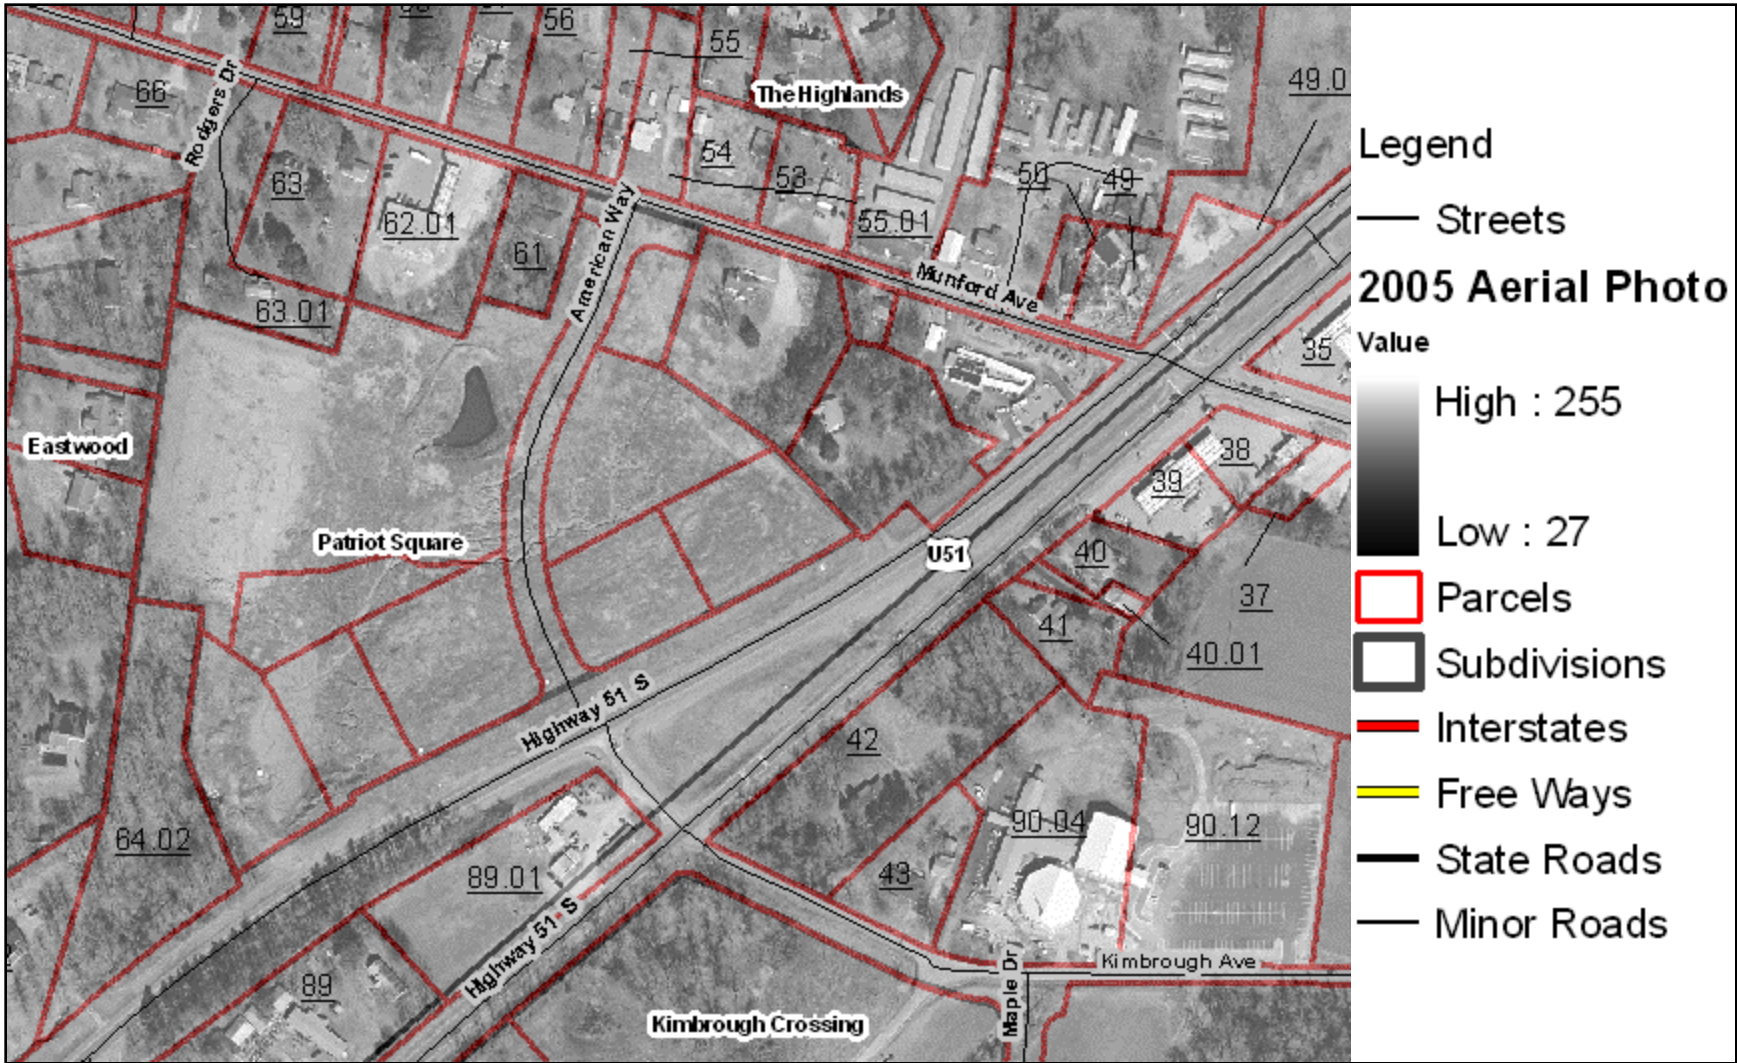 59
56
55
49.0
66
The Highlands
Rodgers Dr
54
53
50
49
63
62.01
61
American Way
55.01
Munford Ave
63.01
35
Eastwood
38
39
Patriot Square
U51
40
37
41
40.01
Highway 51 S
42
64.02
90.04
90.12
89.01
43
Highway 51 S
89
Kimbrough Ave
Maple Dr
Kimbrough Crossing
Legend
Streets
2005 Aerial Photo
Value
High : 255
Low : 27
Parcels
Subdivisions
Interstates
Free Ways
State Roads
Minor Roads